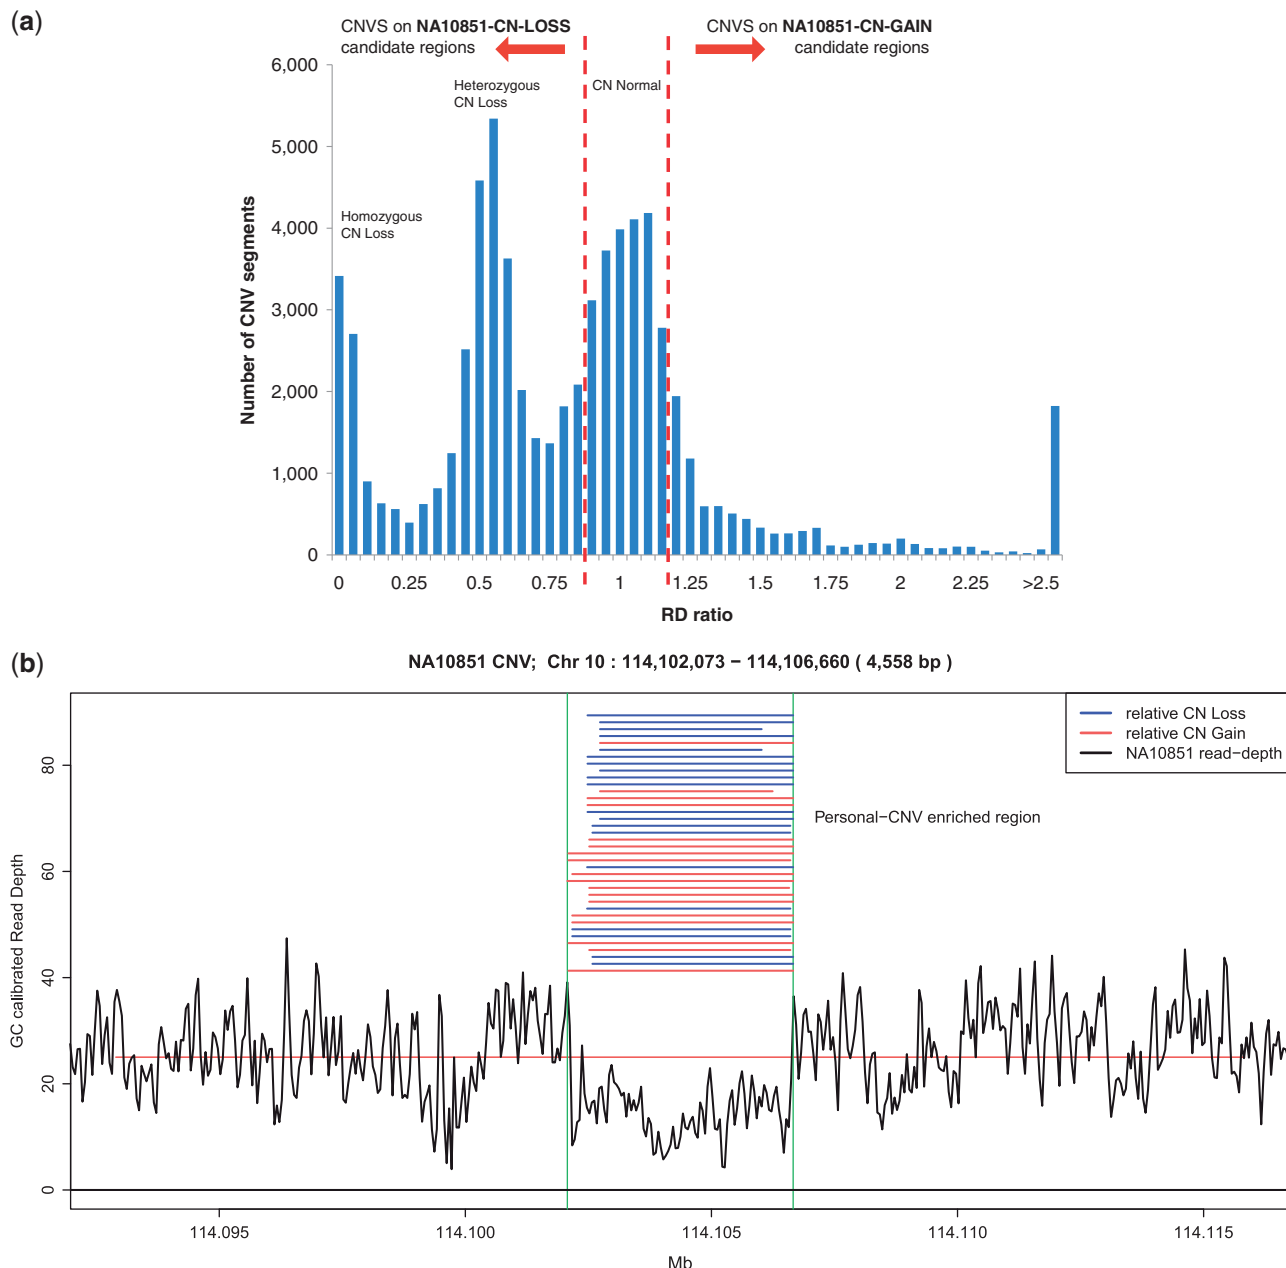 (a)
CNVS on NA10851-CN-LOSS
candidate regions
CNVS on NA10851-CN-GAIN
candidate regions
6,000
5,000
4,000
3,000
2,000
1,000
0
Number of CNV segments
Homozygous
CN Loss
Heterozygous
CN Loss
CN Normal
0 0.25 0.5 0.75 1 1.25 1.5 1.75 2 2.25 >2.5
RD ratio
(b)
NA10851 CNV; Chr 10 : 114,102,073 − 114,106,660 ( 4,558 bp )
relative CN Loss
relative CN Gain
NA10851 read−depth
Personal−CNV enriched region
80
60
40
20
0
GC calibrated Read Depth
114.095 114.100 114.105 114.110 114.115
Mb